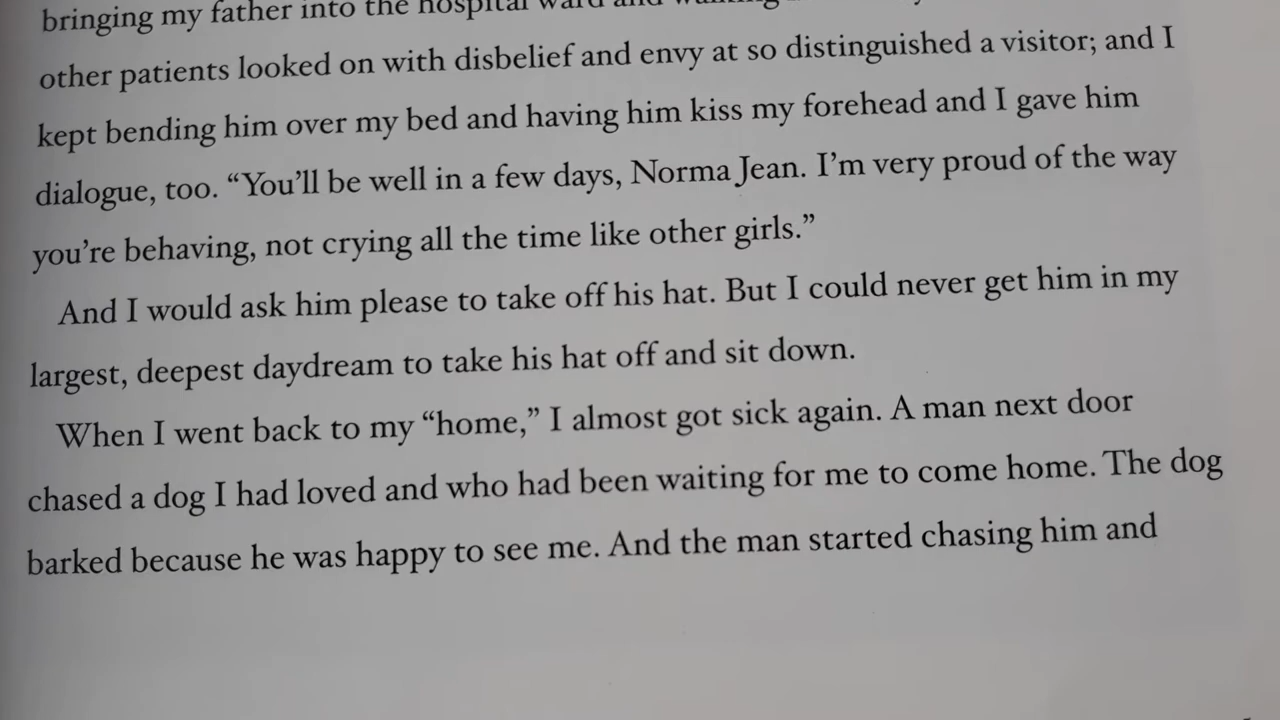 bringing my father into the hospital ward and
other patients looked on with disbelief and envy at so distinguished a visitor; and I
kept bending him over my bed and having him kiss my forehead and I gave him
dialogue, too. “You’ll be well in a few days, Norma Jean. I’m very proud of the way
you’re behaving, not crying all the time like other girls.”
And I would ask him please to take off his hat. But I could never get him in my
largest, deepest daydream to take his hat off and sit down.
When I went back to my “home,” I almost got sick again. A man next door
chased a dog I had loved and who had been waiting for me to come home. The dog
barked because he was happy to see me. And the man started chasing him and